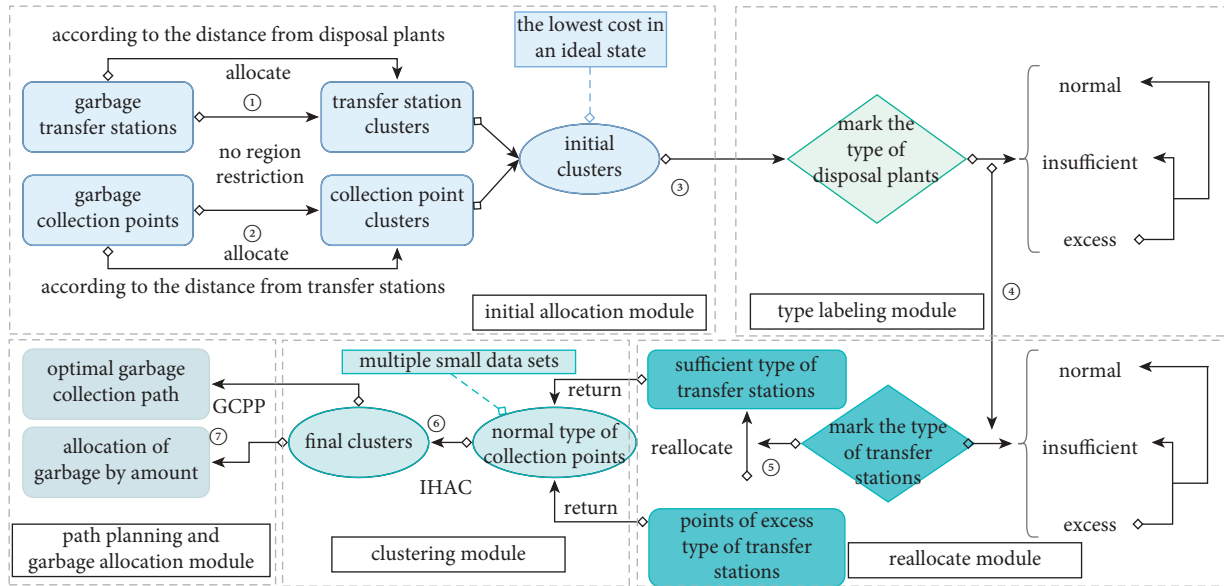 according to the distance from disposal plants
allocate
garbage
transfer stations
①
transfer station
clusters
no region
restriction
garbage
collection points
②
allocate
collection point
clusters
according to the distance from transfer stations
the lowest cost in
an ideal state
initial
clusters
③
initial allocation module
mark the
type of
disposal plants
normal
insufficient
excess
④
type labeling module
optimal garbage
collection path
GCPP
allocation of
garbage by amount
⑦
path planning and
garbage allocation module
multiple small data sets
final clusters
⑥
IHAC
normal type of
collection points
return
return
clustering module
sufficient type of
transfer stations
reallocate
⑤
points of excess
type of transfer
stations
mark the type
of transfer
stations
normal
insufficient
excess
reallocate module